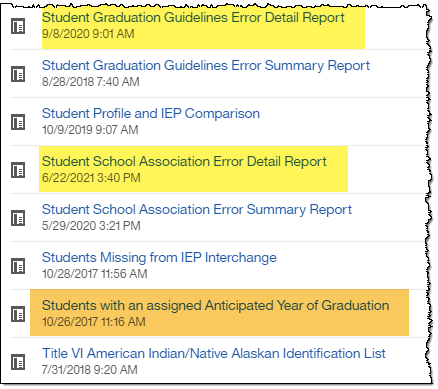 Student Graduation Guidelines Error Detail Report
9/8/2020 9:01 AM
Student Graduation Guidelines Error Summary Report
8/28/2018 7:40 AM
Student Profile and IEP Comparison
10/9/2019 9:07 AM
Student School Association Error Detail Report
6/22/2021 3:40 PM
Student School Association Error Summary Report
5/29/2020 3:21 PM
Students Missing from IEP Interchange
10/28/2017 11:56 AM
Students with an assigned Anticipated Year of Graduation
10/26/2017 11:16 AM
Title VI American Indian/Native Alaskan Identification List
7/31/2018 9:20 AM